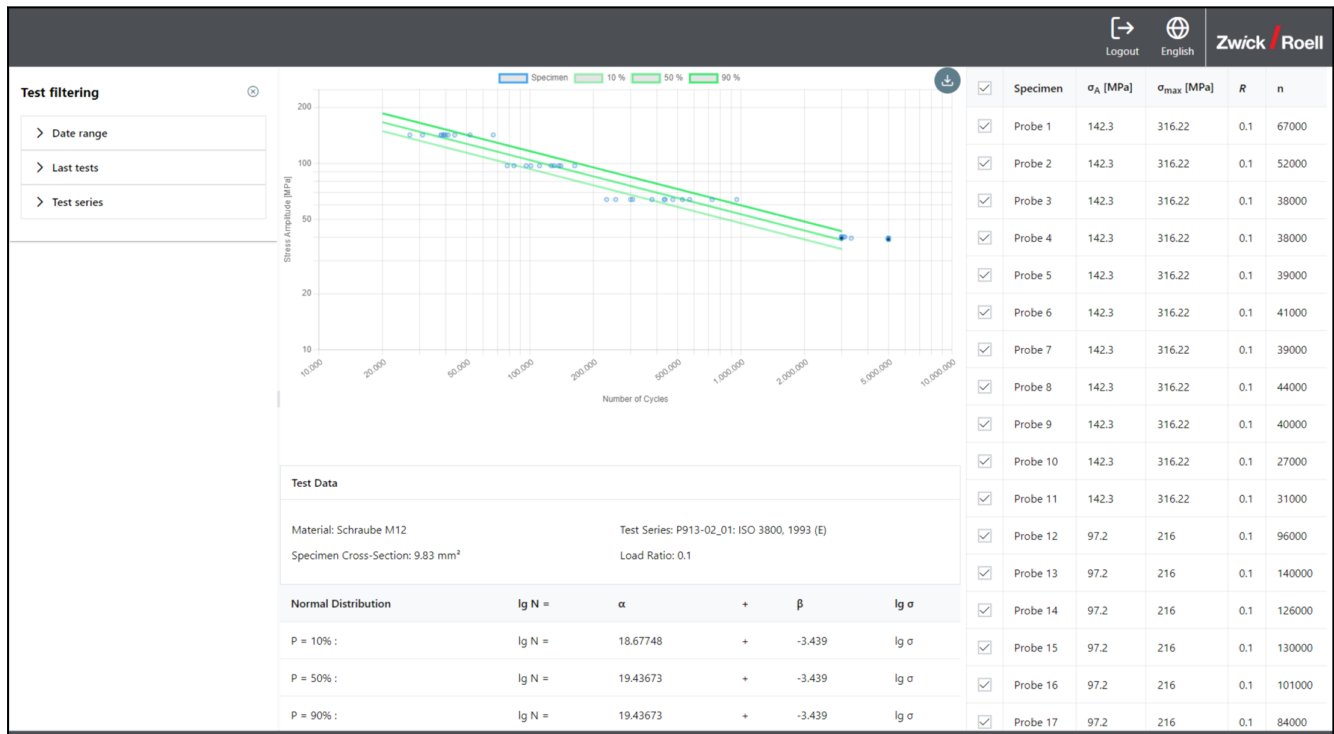 Logout
English
Zwick / Roell
Test filtering
Date range
Last tests
Test series
Specimen 10 % 50 % 90 %
Stress Amplitude [MPa]
200
100
50
20
10
10.000 20.000 50.000 100.000 200.000 500.000 1.000.000 2.000.000 5.000.000 10.000.000
Number of Cycles
Test Data
Material: Schraube M12 Test Series: P913-02_01: ISO 3800, 1993 (E)
Specimen Cross-Section: 9.83 mm² Load Ratio: 0.1
Normal Distribution lg N = α + β lg σ
P = 10% : lg N = 18.67748 + -3.439 lg σ
P = 50% : lg N = 19.43673 + -3.439 lg σ
P = 90% : lg N = 19.43673 + -3.439 lg σ
Specimen σA [MPa] σmax [MPa] R n
Probe 1 142.3 316.22 0.1 67000
Probe 2 142.3 316.22 0.1 52000
Probe 3 142.3 316.22 0.1 38000
Probe 4 142.3 316.22 0.1 38000
Probe 5 142.3 316.22 0.1 39000
Probe 6 142.3 316.22 0.1 41000
Probe 7 142.3 316.22 0.1 39000
Probe 8 142.3 316.22 0.1 44000
Probe 9 142.3 316.22 0.1 40000
Probe 10 142.3 316.22 0.1 27000
Probe 11 142.3 316.22 0.1 31000
Probe 12 97.2 216 0.1 96000
Probe 13 97.2 216 0.1 140000
Probe 14 97.2 216 0.1 126000
Probe 15 97.2 216 0.1 130000
Probe 16 97.2 216 0.1 101000
Probe 17 97.2 216 0.1 84000